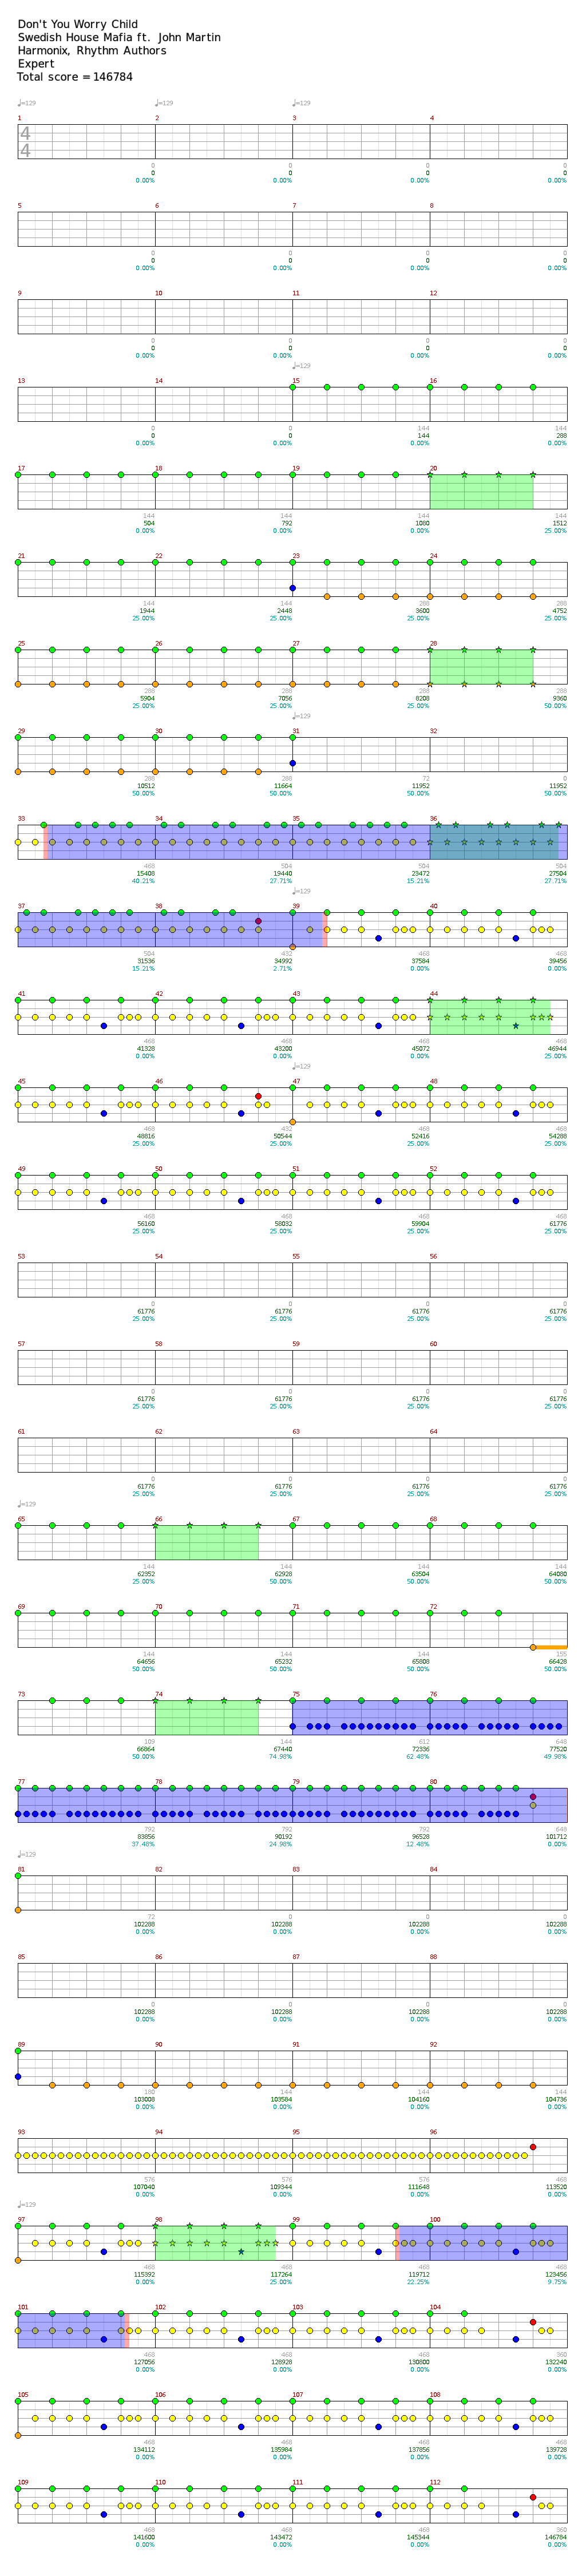 Don't You Worry Child
Swedish House Mafia ft. John Martin
Harmonix, Rhythm Authors
Expert
Total score = 146784
♩=129 ♩=129 ♩=129
1 2 3 4
4
4
0 0 0 0
0 0 0 0
0.00% 0.00% 0.00% 0.00%
5 6 7 8
0 0 0 0
0 0 0 0
0.00% 0.00% 0.00% 0.00%
9 10 11 12
0 0 0 0
0 0 0 0
0.00% 0.00% 0.00% 0.00%
♩=129
13 14 15 16
0 0 144 144
0 0 144 288
0.00% 0.00% 0.00% 0.00%
17 18 19 20
144 144 144 144
504 792 1080 1512
0.00% 0.00% 0.00% 25.00%
21 22 23 24
144 144 288 288
1944 2448 3600 4752
25.00% 25.00% 25.00% 25.00%
25 26 27 28
288 288 288 288
5904 7056 8208 9360
25.00% 25.00% 25.00% 50.00%
♩=129
29 30 31 32
288 288 72 0
10512 11664 11952 11952
50.00% 50.00% 50.00% 50.00%
33 34 35 36
468 504 504 504
15408 19440 23472 27504
40.21% 27.71% 15.21% 27.71%
♩=129
37 38 39 40
504 432 468 468
31536 34992 37584 39456
15.21% 2.71% 0.00% 0.00%
41 42 43 44
468 468 468 468
41328 43200 45072 46944
0.00% 0.00% 0.00% 25.00%
♩=129
45 46 47 48
468 432 468 468
48816 50544 52416 54288
25.00% 25.00% 25.00% 25.00%
49 50 51 52
468 468 468 468
56160 58032 59904 61776
25.00% 25.00% 25.00% 25.00%
53 54 55 56
0 0 0 0
61776 61776 61776 61776
25.00% 25.00% 25.00% 25.00%
57 58 59 60
0 0 0 0
61776 61776 61776 61776
25.00% 25.00% 25.00% 25.00%
61 62 63 64
0 0 0 0
61776 61776 61776 61776
25.00% 25.00% 25.00% 25.00%
♩=129
65 66 67 68
144 144 144 144
62352 62928 63504 64080
25.00% 50.00% 50.00% 50.00%
69 70 71 72
144 144 144 155
64656 65232 65808 66428
50.00% 50.00% 50.00% 50.00%
73 74 75 76
109 144 612 648
66864 67440 72336 77520
50.00% 74.98% 62.48% 49.98%
77 78 79 80
792 792 792 648
83856 90192 96528 101712
37.48% 24.98% 12.48% 0.00%
♩=129
81 82 83 84
72 0 0 0
102288 102288 102288 102288
0.00% 0.00% 0.00% 0.00%
85 86 87 88
0 0 0 0
102288 102288 102288 102288
0.00% 0.00% 0.00% 0.00%
89 90 91 92
180 144 144 144
103008 103584 104160 104736
0.00% 0.00% 0.00% 0.00%
93 94 95 96
576 576 576 468
107040 109344 111648 113520
0.00% 0.00% 0.00% 0.00%
♩=129
97 98 99 100
468 468 468 468
115392 117264 119712 123456
0.00% 25.00% 22.25% 9.75%
101 102 103 104
468 468 468 360
127056 128928 130800 132240
0.00% 0.00% 0.00% 0.00%
105 106 107 108
468 468 468 468
134112 135984 137856 139728
0.00% 0.00% 0.00% 0.00%
109 110 111 112
468 468 468 360
141600 143472 145344 146784
0.00% 0.00% 0.00% 0.00%